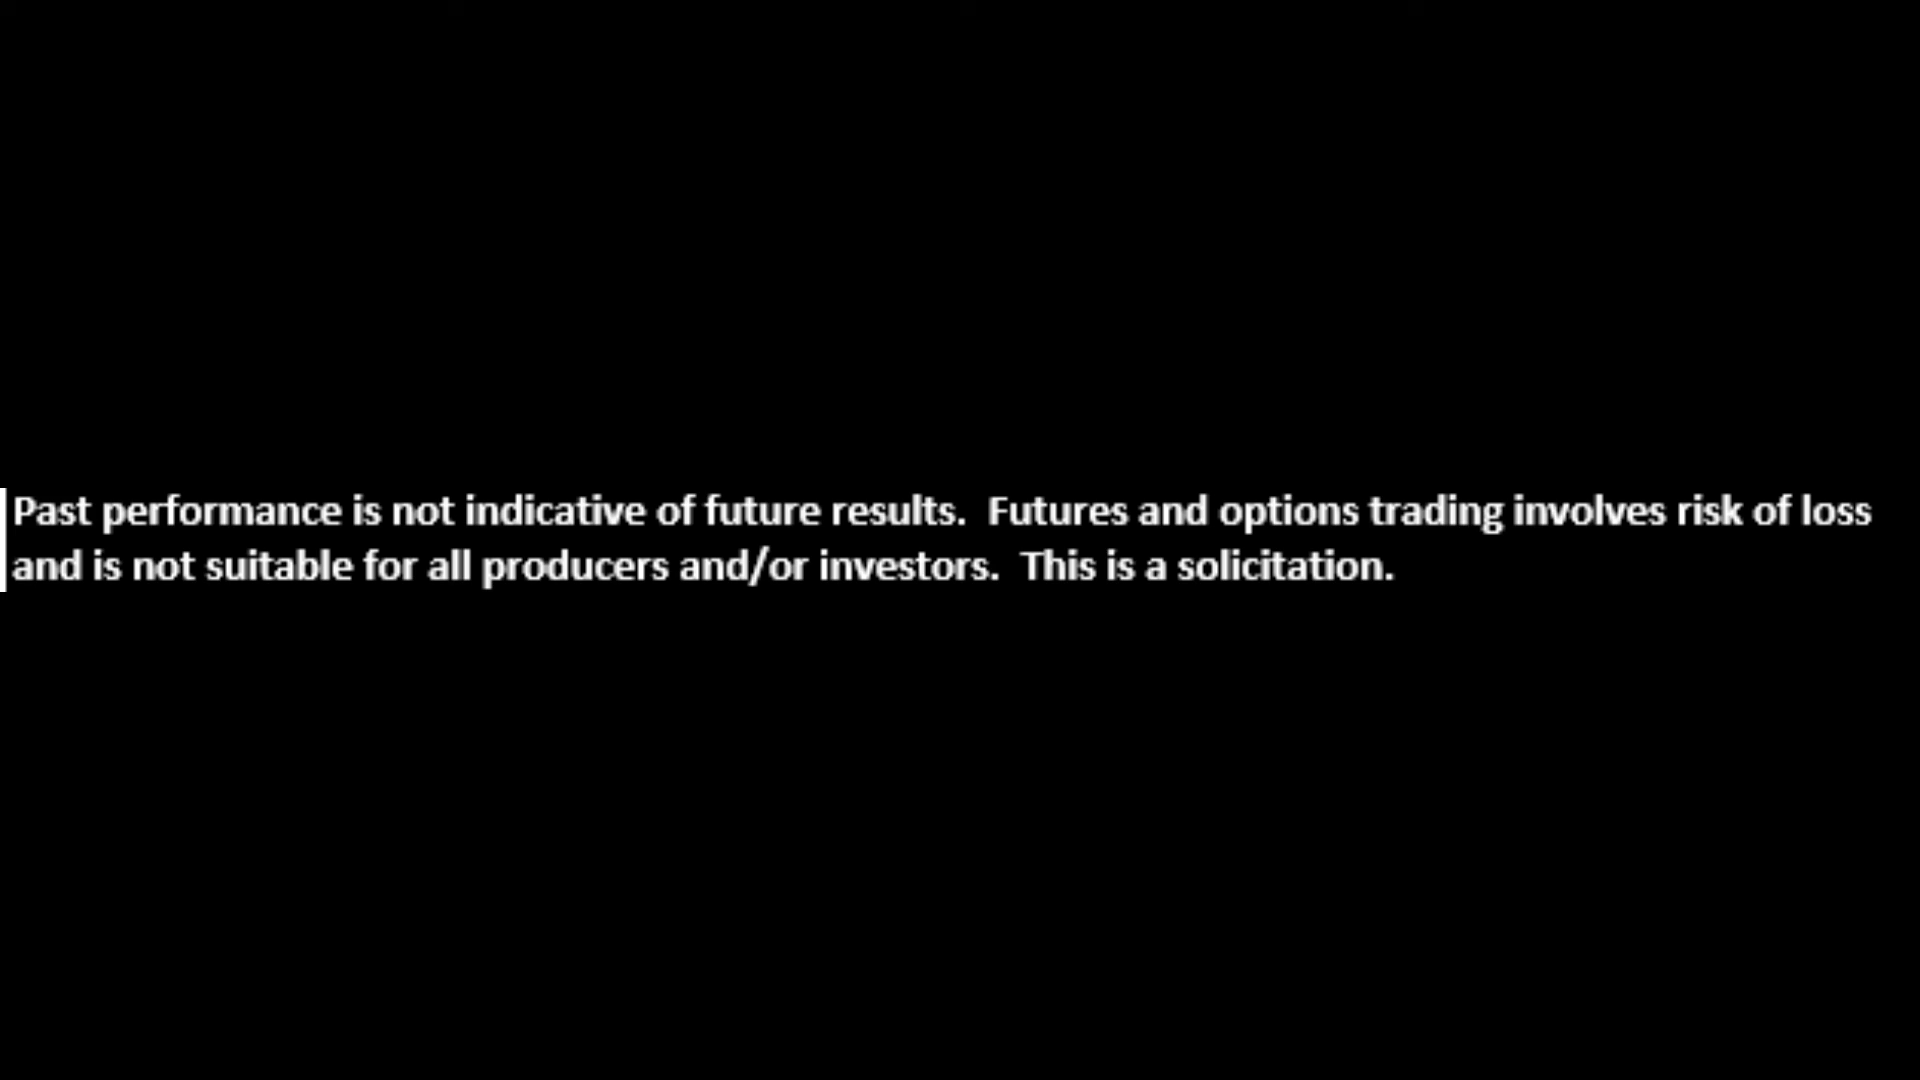 Past performance is not indicative of future results.  Futures and options trading involves risk of loss
and is not suitable for all producers and/or investors.  This is a solicitation.